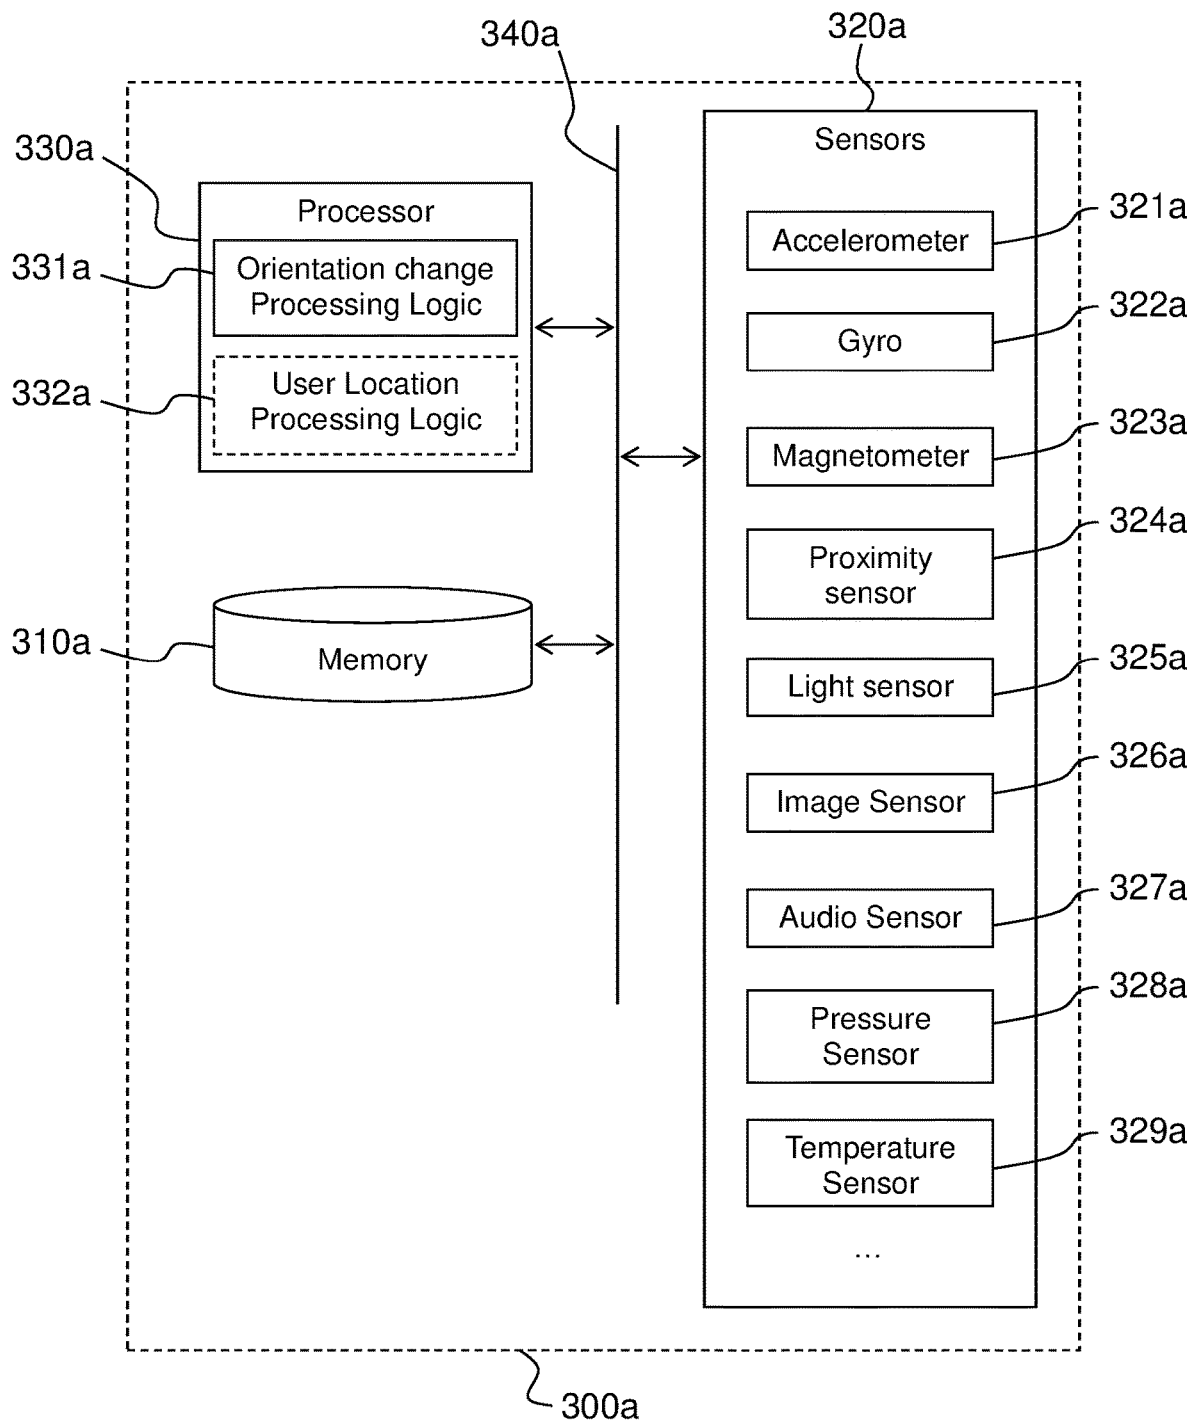 340a
320a
330a
Sensors
321a
Processor
Accelerometer
331a
Orientation change
Processing Logic
322a
Gyro
332a
User Location
Processing Logic
323a
Magnetometer
324a
Proximity
sensor
310a
Memory
325a
Light sensor
326a
Image Sensor
327a
Audio Sensor
328a
Pressure
Sensor
329a
Temperature
Sensor
...
300a